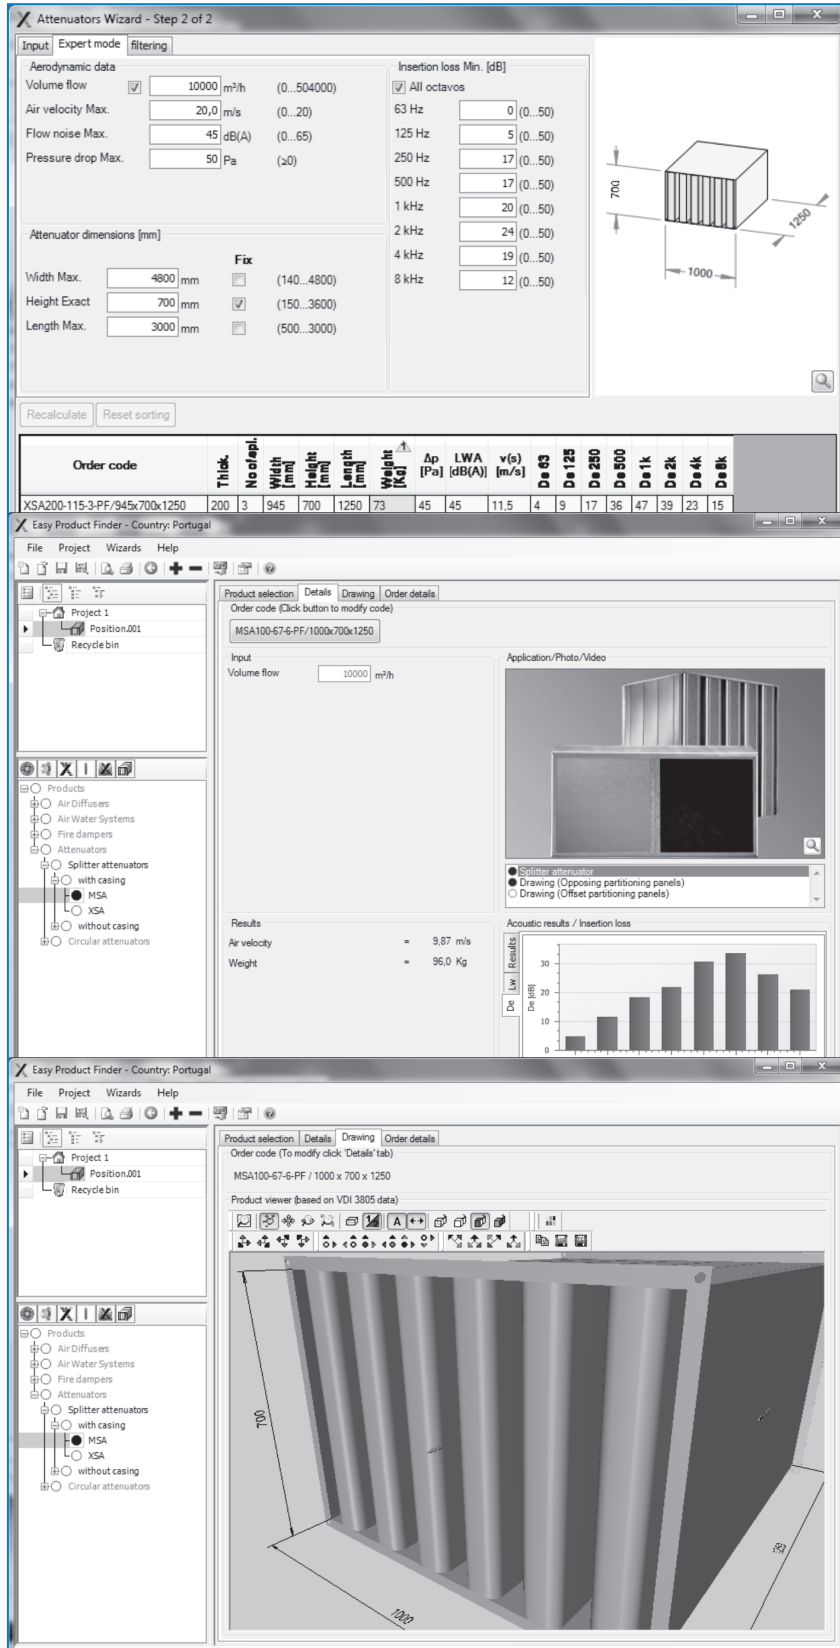 Attenuators Wizard - Step 2 of 2
Input Expert mode filtering
Aerodynamic data
Volume flow 10000 m³/h (0...504000)
Air velocity Max. 20,0 m/s (0...20)
Flow noise Max. 45 dB(A) (0...65)
Pressure drop Max. 50 Pa (≥0)
Attenuator dimensions [mm]
Fix
Width Max. 4800 mm (140...4800)
Height Exact 700 mm (150...3600)
Length Max. 3000 mm (500...3000)
Insertion loss Min. [dB]
All octavos
63 Hz 0 (0...50)
125 Hz 5 (0...50)
250 Hz 17 (0...50)
500 Hz 17 (0...50)
1 kHz 20 (0...50)
2 kHz 24 (0...50)
4 kHz 19 (0...50)
8 kHz 12 (0...50)
700
1000
1250
Recalculate Reset sorting
Order code Thick. No of spl. Width [mm] Height [mm] Length [mm] Weight [Kg] Δp [Pa] LWA [dB(A)] v(s) [m/s] De 63 De 125 De 250 De 500 De 1k De 2k De 4k De 8k
XSA200-115-3-PF/945x700x1250 200 3 945 700 1250 73 45 45 11,5 4 9 17 36 47 39 23 15
Easy Product Finder - Country: Portugal
File Project Wizards Help
Project 1
Position.001
Recycle bin
Products
Air Diffusers
Air Water Systems
Fire dampers
Attenuators
Splitter attenuators
with casing
MSA
XSA
without casing
Circular attenuators
Product selection Details Drawing Order details
Order code (Click button to modify code)
MSA100-67-6-PF/1000x700x1250
Input
Volume flow 10000 m³/h
Application/Photo/Video
Splitter attenuator
Drawing (Opposing partitioning panels)
Drawing (Offset partitioning panels)
Results
Air velocity = 9,87 m/s
Weight = 96,0 Kg
Acoustic results / Insertion loss
Results
Lw
De
De [dB]
30
20
10
0
Easy Product Finder - Country: Portugal
File Project Wizards Help
Project 1
Position.001
Recycle bin
Products
Air Diffusers
Air Water Systems
Fire dampers
Attenuators
Splitter attenuators
with casing
MSA
XSA
without casing
Circular attenuators
Product selection Details Drawing Order details
Order code (To modify click 'Details' tab)
MSA100-67-6-PF / 1000 x 700 x 1250
Product viewer (based on VDI 3805 data)
A
700
1000